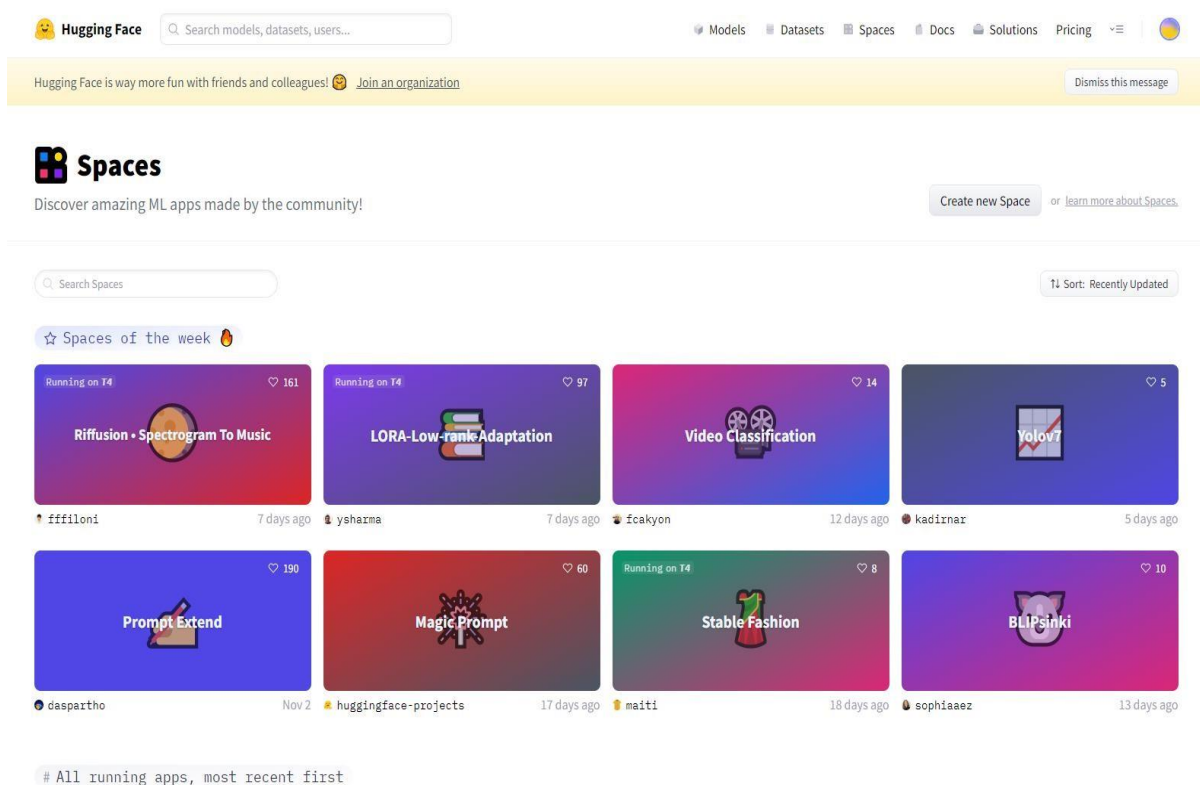 Hugging Face
Search models, datasets, users...
Models
Datasets
Spaces
Docs
Solutions
Pricing
Hugging Face is way more fun with friends and colleagues! 🤗 Join an organization
Dismiss this message
Spaces
Discover amazing ML apps made by the community!
Create new Space or learn more about Spaces.
Search Spaces
↑↓ Sort: Recently Updated
Spaces of the week 🔥
Running on T4 161
Riffusion • Spectrogram To Music
fffiloni 7 days ago
Running on T4 97
LORA-Low-rank-Adaptation
ysharma 7 days ago
14
Video Classification
fcakyon 12 days ago
5
Yolov7
kadirnar 5 days ago
190
Prompt Extend
daspartho Nov 2
60
Magic Prompt
huggingface-projects 17 days ago
Running on T4 8
Stable Fashion
maiti 18 days ago
10
BLIPsinki
sophiaaez 13 days ago
# All running apps, most recent first